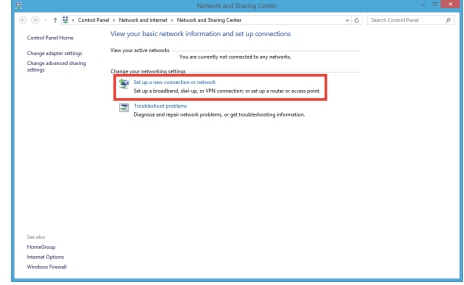 Network and Sharing Center
Control Panel > Network and Internet > Network and Sharing Center
Search Control Panel
Control Panel Home
Change adapter settings
Change advanced sharing
settings
View your basic network information and set up connections
View your active networks
You are currently not connected to any networks.
Change your networking settings
Set up a new connection or network
Set up a broadband, dial-up, or VPN connection; or set up a router or access point.
Troubleshoot problems
Diagnose and repair network problems, or get troubleshooting information.
See also
HomeGroup
Internet Options
Windows Firewall